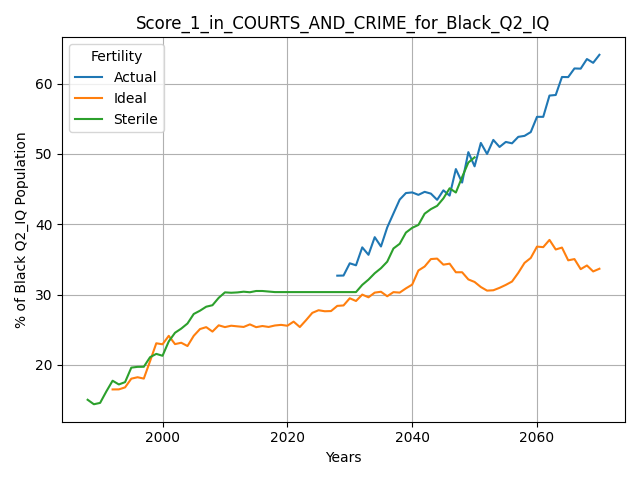 Score_1_in_COURTS_AND_CRIME_for_Black_Q2_IQ
Fertility
Actual
Ideal
Sterile
% of Black Q2_IQ Population
60
50
40
30
20
2000
2020
2040
2060
Years